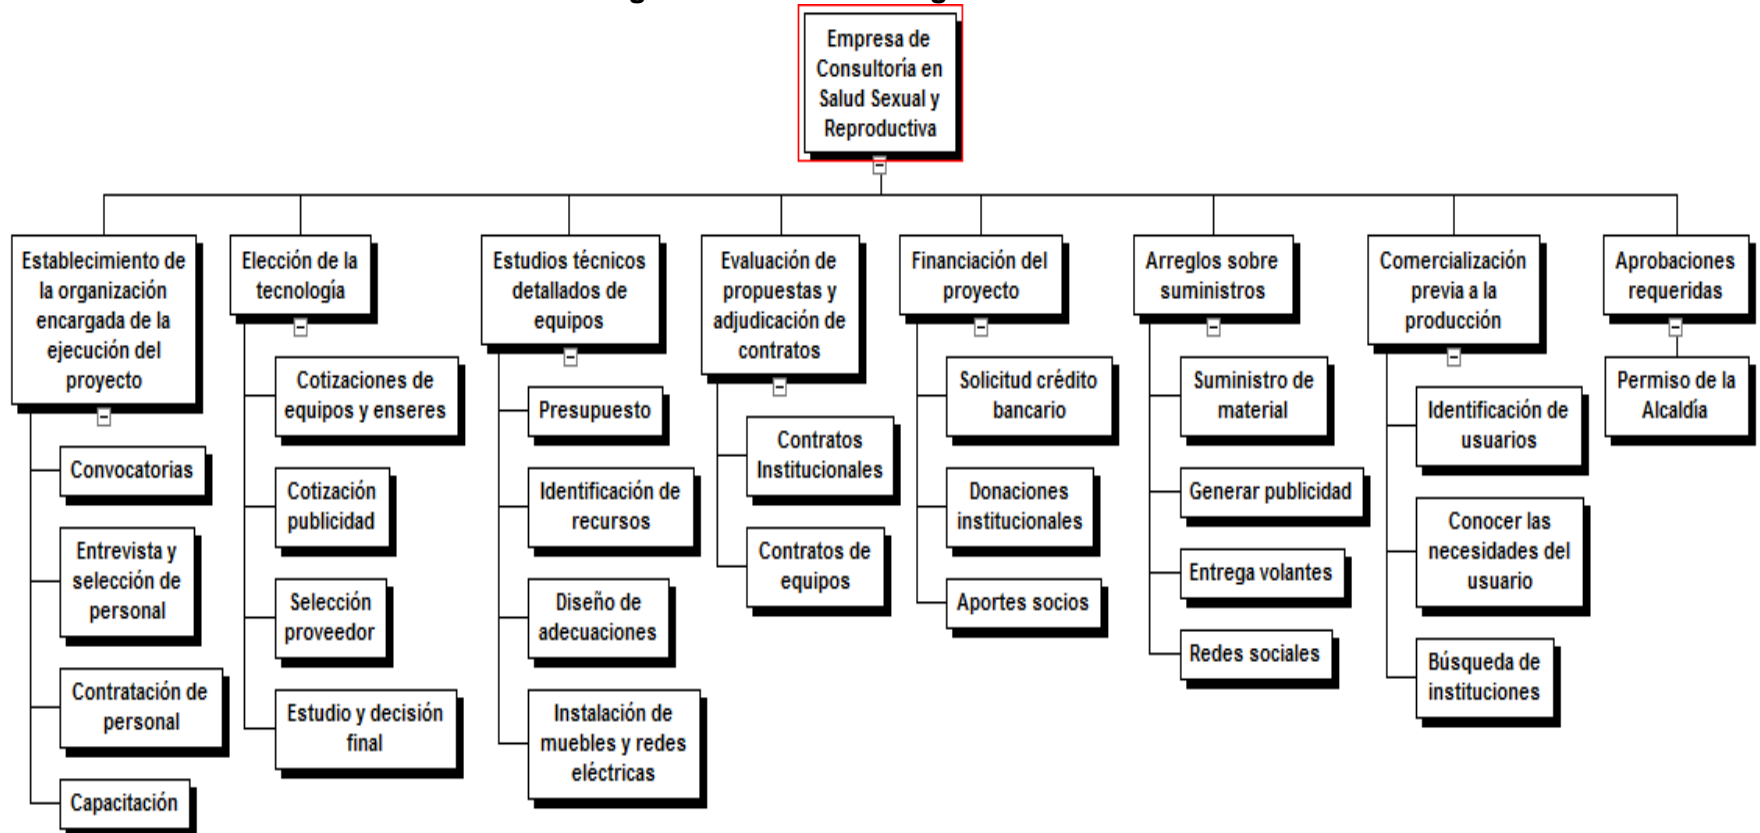 Empresa de
Consultoría en
Salud Sexual y
Reproductiva
Establecimiento de
la organización
encargada de la
ejecución del
proyecto
Convocatorias
Entrevista y
selección de
personal
Contratación de
personal
Capacitación
Elección de la
tecnología
Cotizaciones de
equipos y enseres
Cotización
publicidad
Selección
proveedor
Estudio y decisión
final
Estudios técnicos
detallados de
equipos
Presupuesto
Identificación de
recursos
Diseño de
adecuaciones
Instalación de
muebles y redes
eléctricas
Evaluación de
propuestas y
adjudicación de
contratos
Contratos
Institucionales
Contratos de
equipos
Financiación del
proyecto
Solicitud crédito
bancario
Donaciones
institucionales
Aportes socios
Arreglos sobre
suministros
Suministro de
material
Generar publicidad
Entrega volantes
Redes sociales
Comercialización
previa a la
producción
Identificación de
usuarios
Conocer las
necesidades del
usuario
Búsqueda de
instituciones
Aprobaciones
requeridas
Permiso de la
Alcaldía